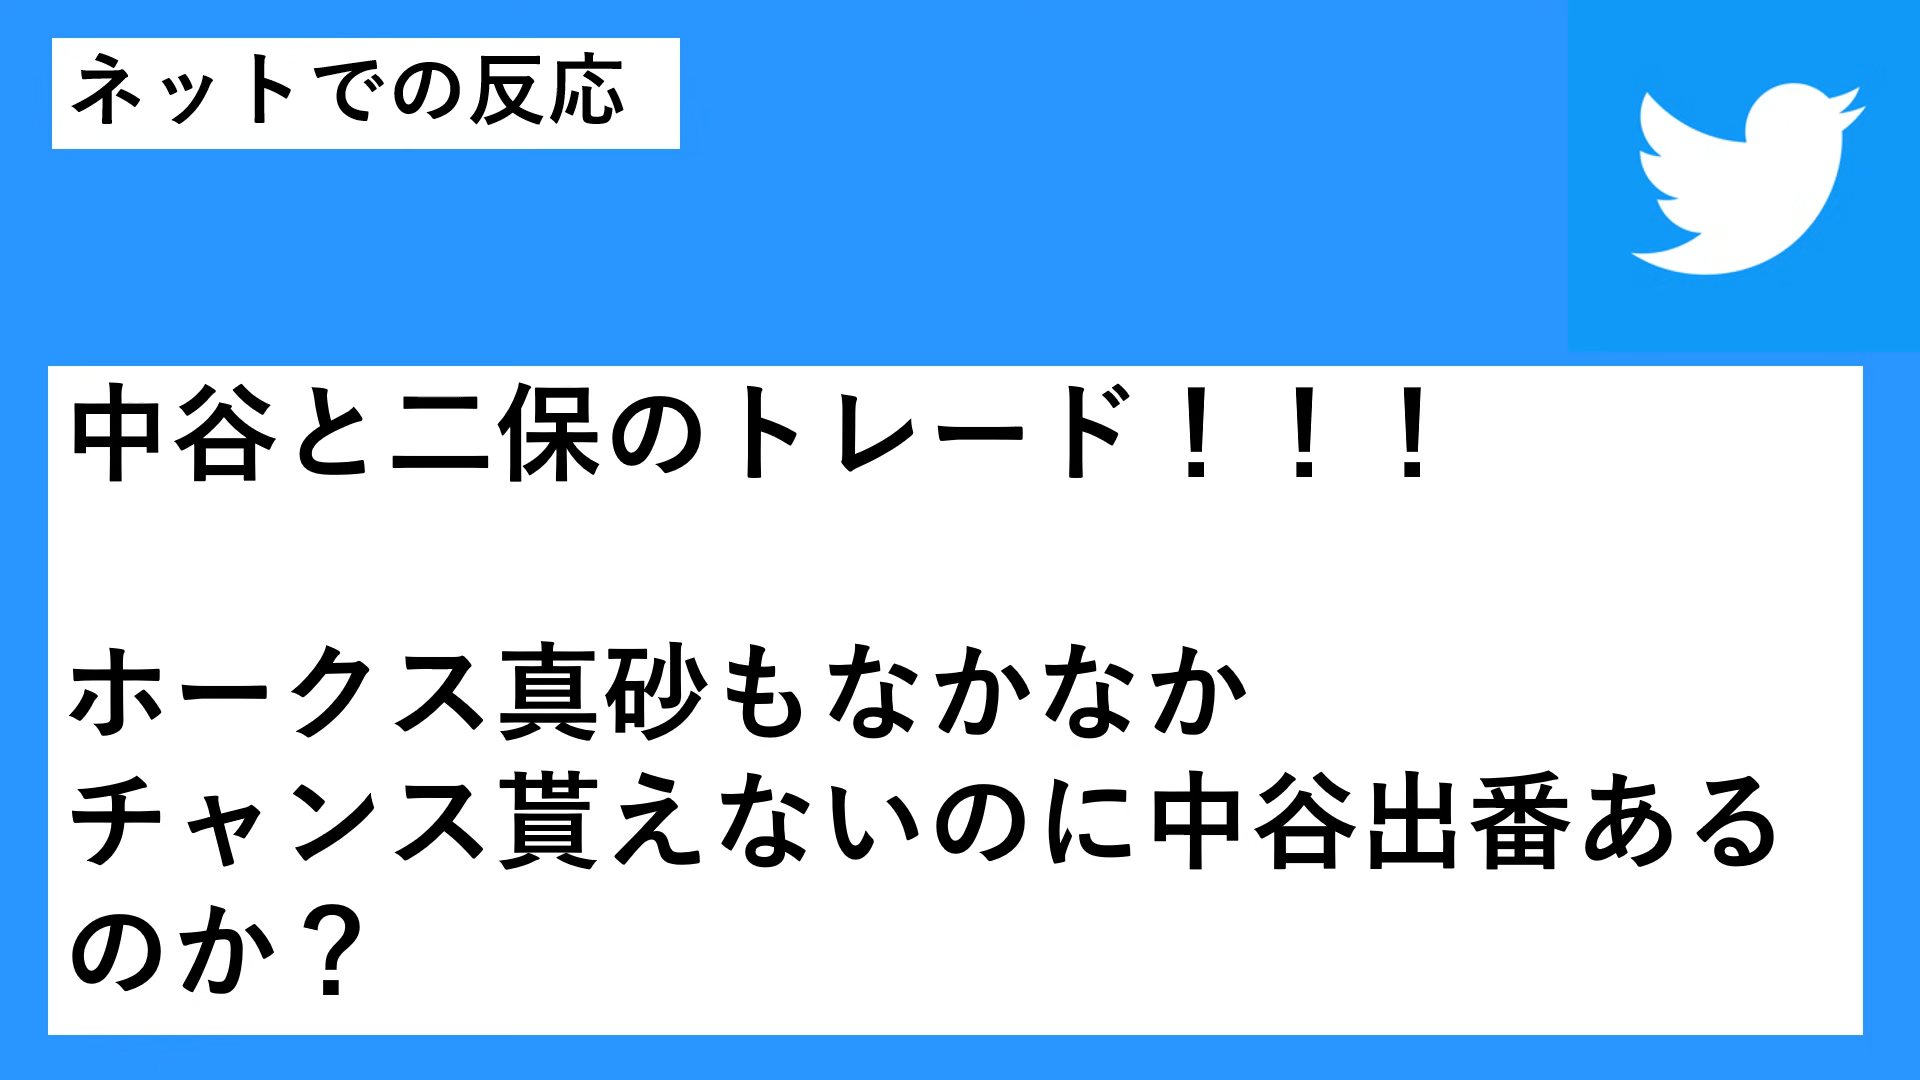 ネットでの反応
中谷と二保のトレード！！！
ホークス真砂もなかなか
チャンス貰えないのに中谷出番ある
のか？